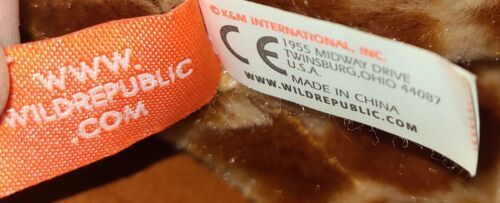 WWW.
WILDREPUBLIC
.COM
© K&M INTERNATIONAL, INC.
CE 1955 MIDWAY DRIVE
TWINSBURG, OHIO 44087
U.S.A.
MADE IN CHINA
WWW.WILDREPUBLIC.COM